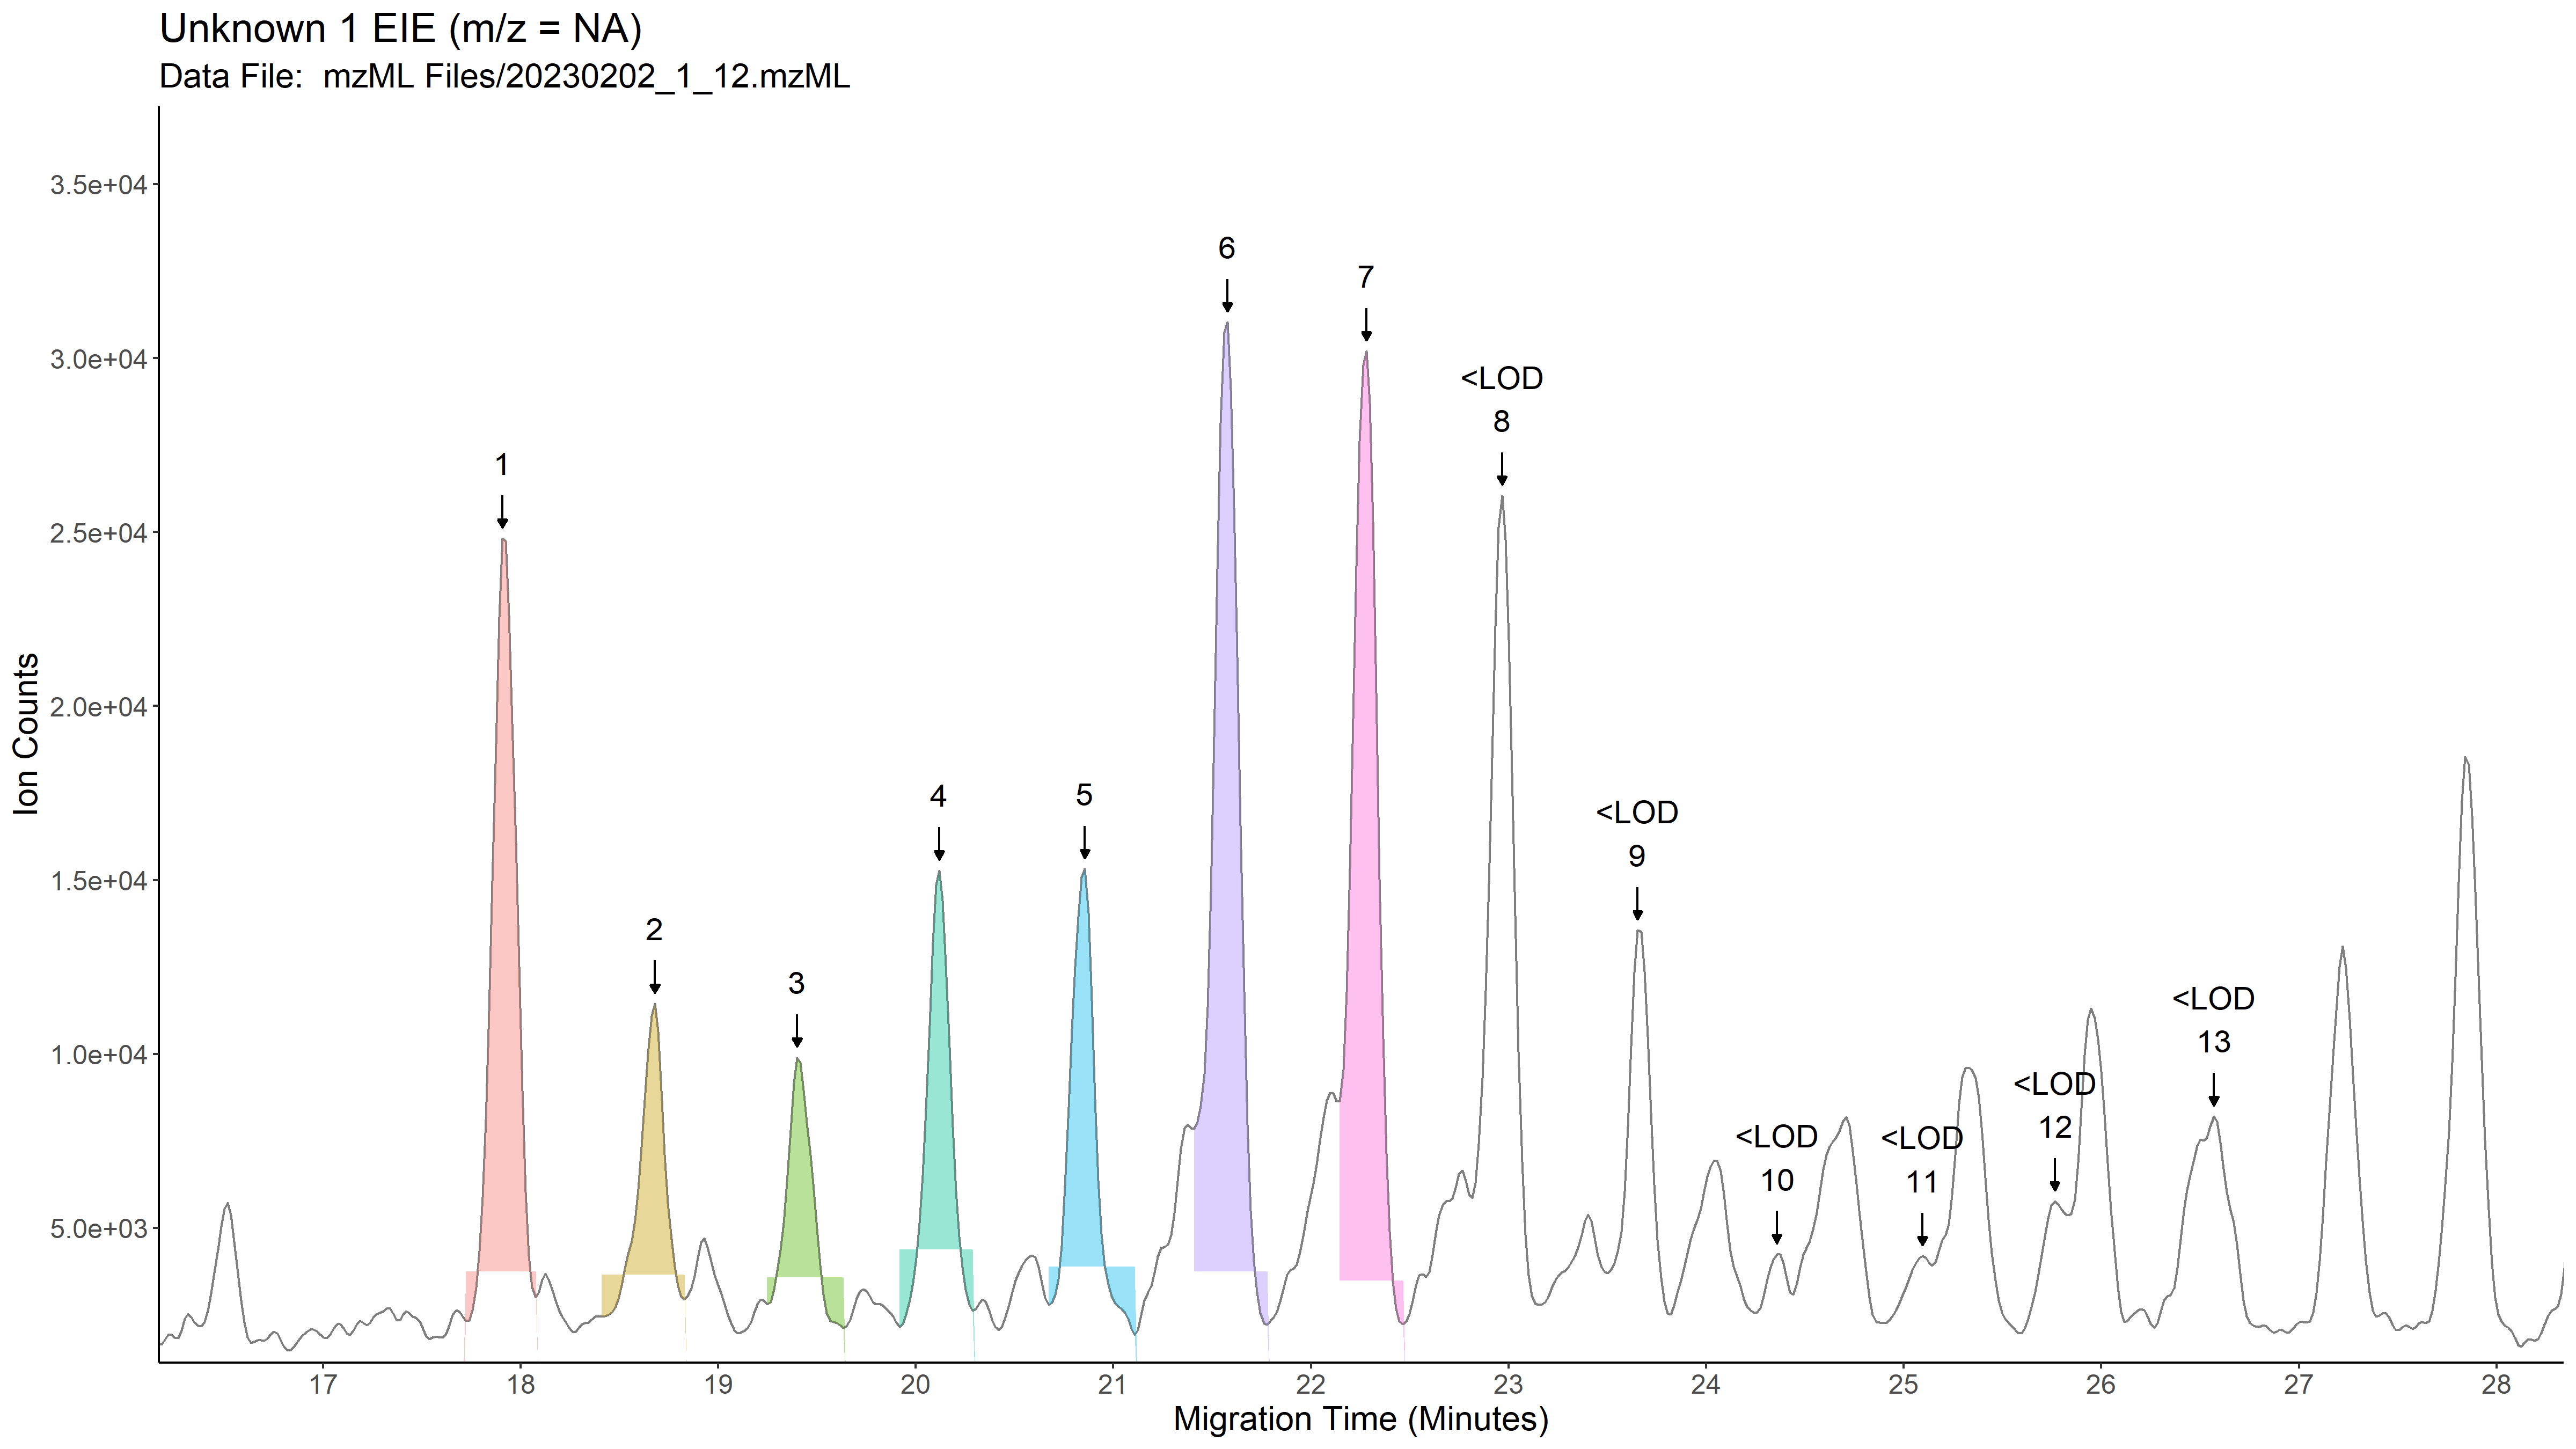 Unknown 1 EIE (m/z = NA)
Data File:  mzML Files/20230202_1_12.mzML
Ion Counts
3.5e+04
3.0e+04
2.5e+04
2.0e+04
1.5e+04
1.0e+04
5.0e+03
1
2
3
4
5
6
7
<LOD
8
<LOD
9
<LOD
10
<LOD
11
<LOD
12
<LOD
13
17 18 19 20 21 22 23 24 25 26 27 28
Migration Time (Minutes)